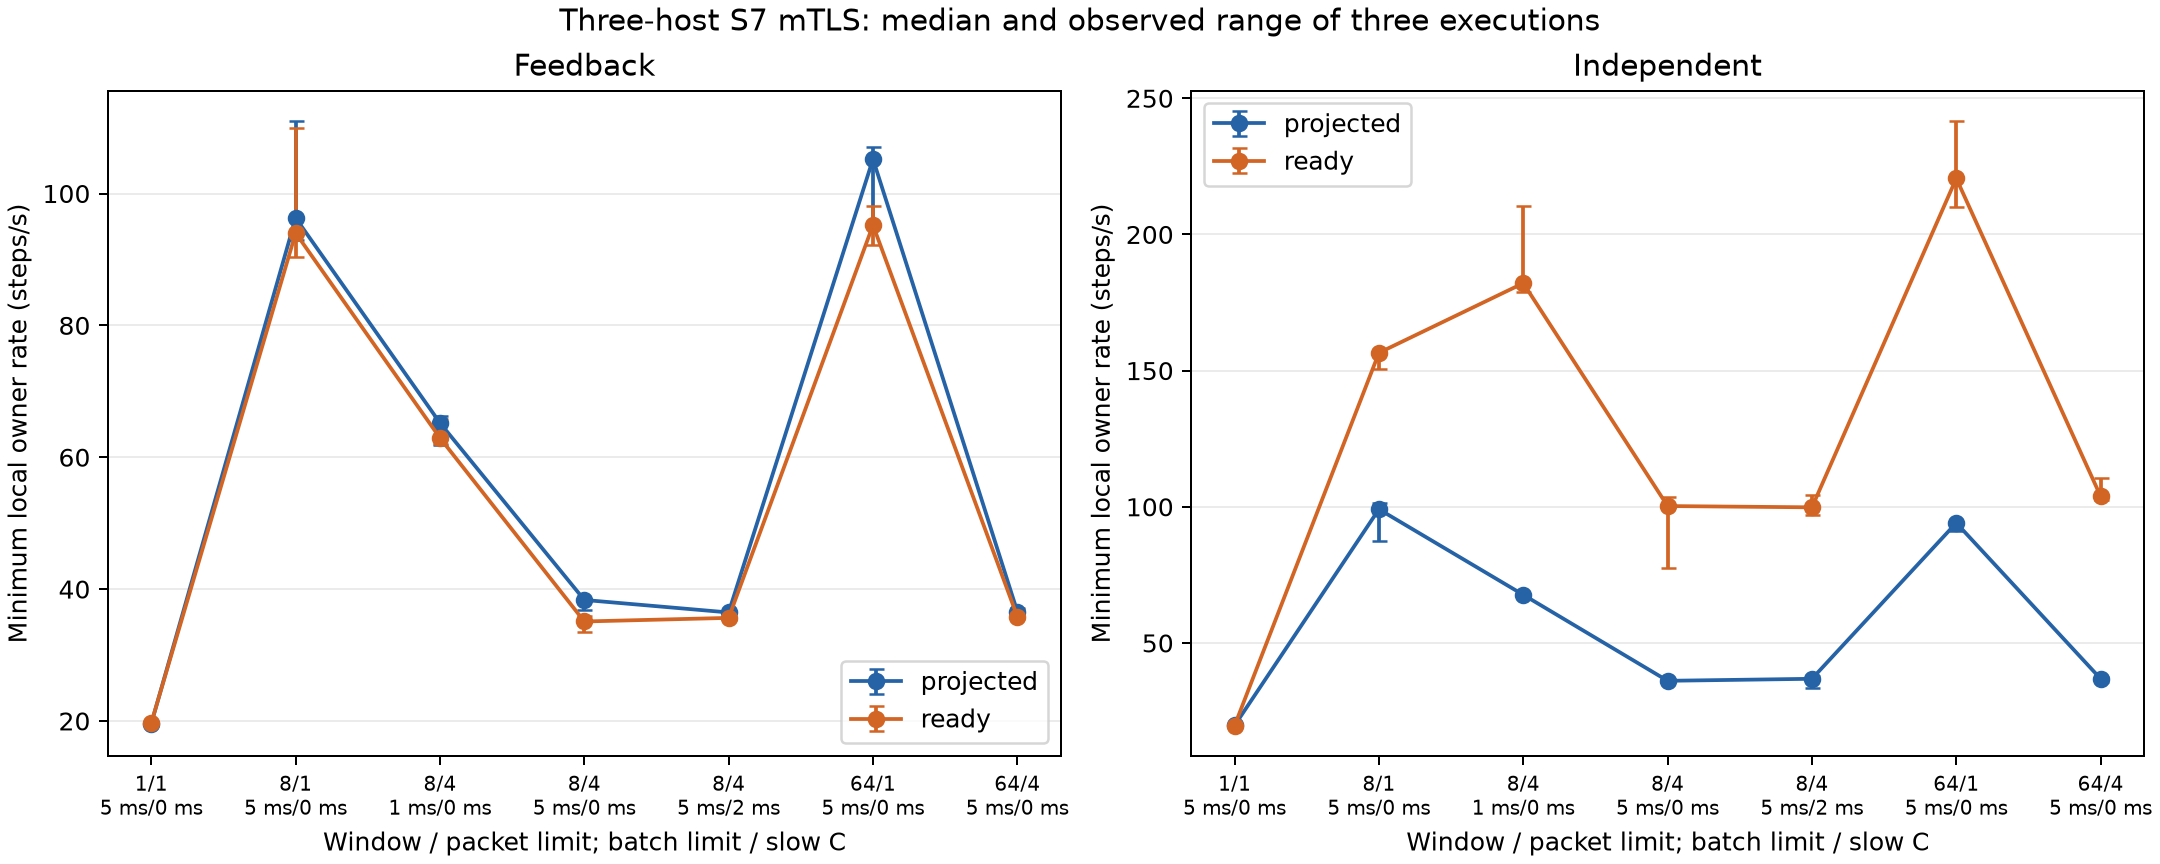 Three-host S7 mTLS: median and observed range of three executions
Feedback
Minimum local owner rate (steps/s)
100
80
60
40
20
projected
ready
1/1
5 ms/0 ms
8/1
5 ms/0 ms
8/4
1 ms/0 ms
8/4
5 ms/0 ms
8/4
5 ms/2 ms
64/1
5 ms/0 ms
64/4
5 ms/0 ms
Window / packet limit; batch limit / slow C
Independent
Minimum local owner rate (steps/s)
250
200
150
100
50
projected
ready
1/1
5 ms/0 ms
8/1
5 ms/0 ms
8/4
1 ms/0 ms
8/4
5 ms/0 ms
8/4
5 ms/2 ms
64/1
5 ms/0 ms
64/4
5 ms/0 ms
Window / packet limit; batch limit / slow C